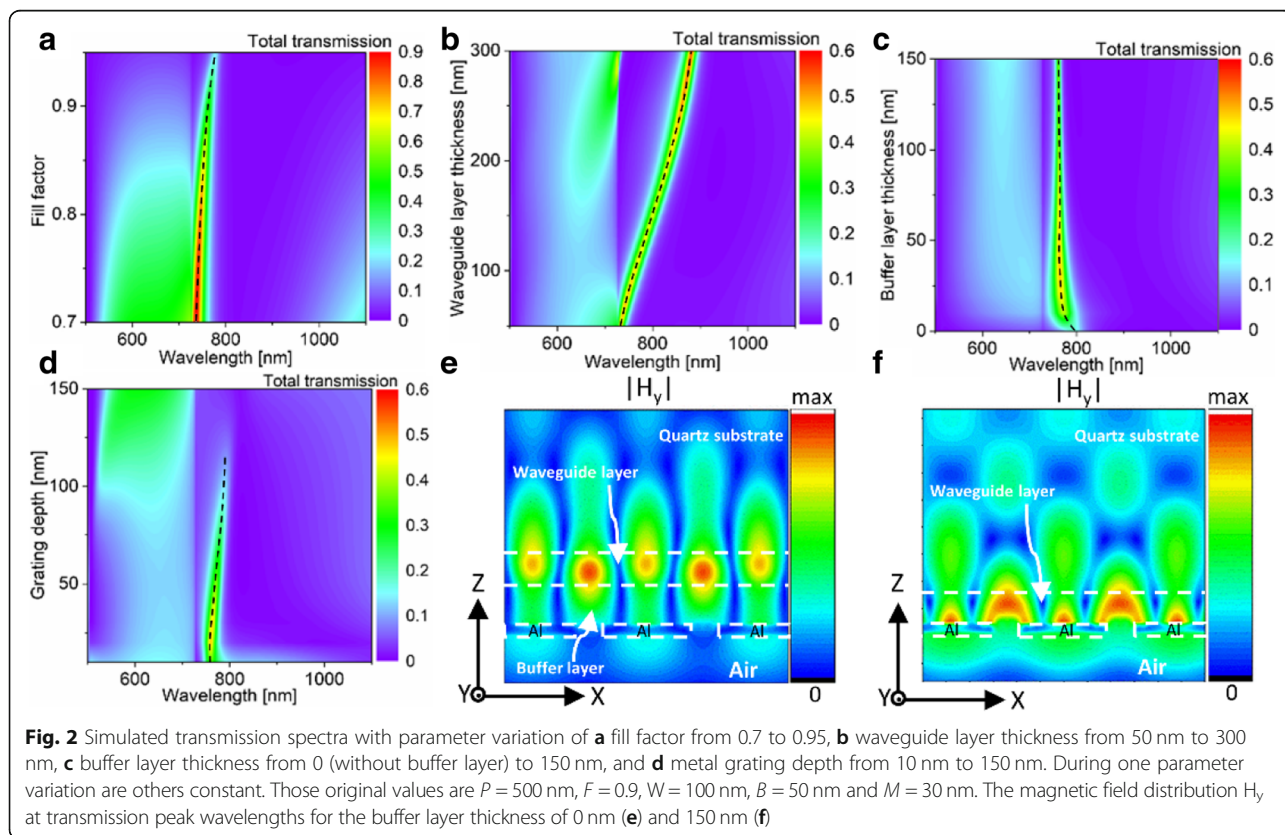 a
Total transmission
0.9
0.8
0.7
0.6
0.5
0.4
0.3
0.2
0.1
0
Fill factor
0.9
0.8
0.7
600 800 1000
Wavelength [nm]
b
Total transmission
0.6
0.5
0.4
0.3
0.2
0.1
0
Waveguide layer thickness [nm]
300
200
100
600 800 1000
Wavelength [nm]
c
Total transmission
0.6
0.5
0.4
0.3
0.2
0.1
0
Buffer layer thickness [nm]
150
100
50
0
600 800 1000
Wavelength [nm]
d
Total transmission
0.6
0.5
0.4
0.3
0.2
0.1
0
Grating depth [nm]
150
100
50
600 800 1000
Wavelength [nm]
e
|Hy|
max
0
Quartz substrate
Waveguide layer
Al Al Al
Buffer layer
Air
Z
Y
X
f
|Hy|
max
0
Quartz substrate
Waveguide layer
Al Al Al
Air
Z
Y
X
Fig. 2 Simulated transmission spectra with parameter variation of a fill factor from 0.7 to 0.95, b waveguide layer thickness from 50 nm to 300
nm, c buffer layer thickness from 0 (without buffer layer) to 150 nm, and d metal grating depth from 10 nm to 150 nm. During one parameter
variation are others constant. Those original values are P = 500 nm, F = 0.9, W = 100 nm, B = 50 nm and M = 30 nm. The magnetic field distribution Hy
at transmission peak wavelengths for the buffer layer thickness of 0 nm (e) and 150 nm (f)